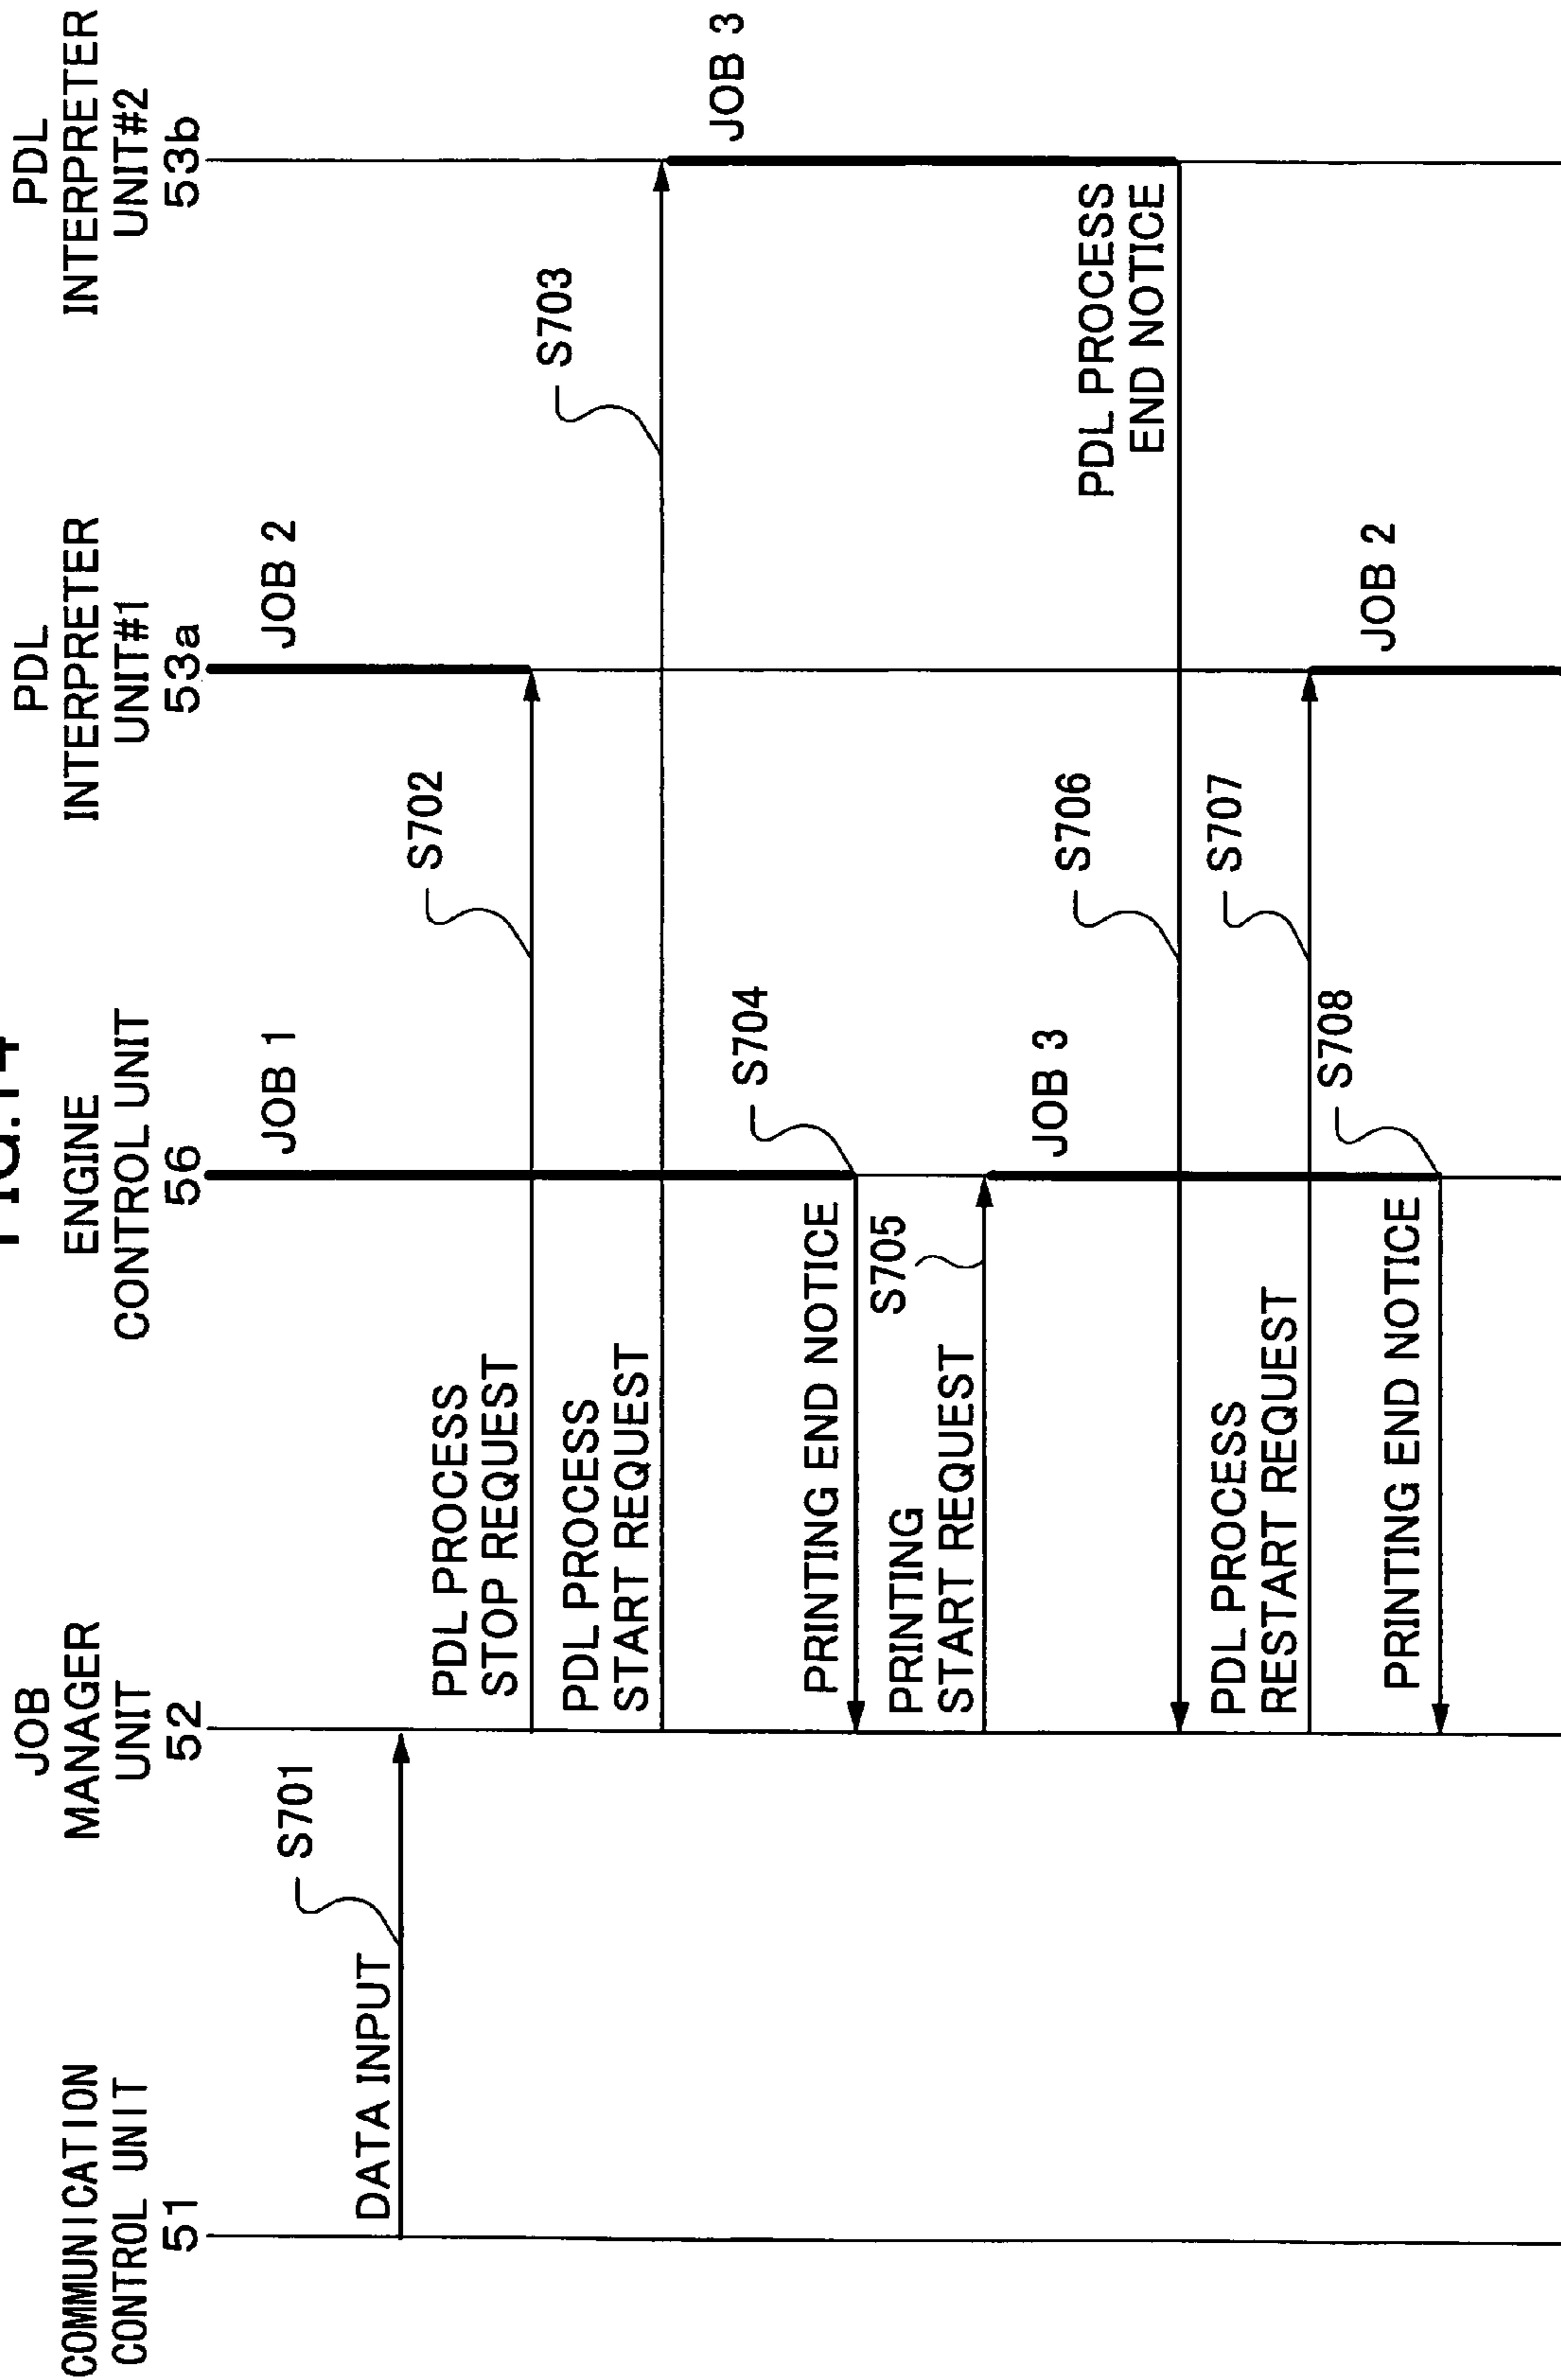 FIG.14
COMMUNICATION
CONTROL UNIT
51
JOB
MANAGER
UNIT
52
ENGINE
CONTROL UNIT
56
PDL
INTERPRETER
UNIT#1
53a
PDL
INTERPRETER
UNIT#2
53b
JOB 1
JOB 2
S701
DATA INPUT
S702
PDL PROCESS
STOP REQUEST
S703
PDL PROCESS
START REQUEST
JOB 3
S704
PRINTING END NOTICE
S705
PRINTING
START REQUEST
JOB 3
S706
PDL PROCESS
END NOTICE
S707
PDL PROCESS
RESTART REQUEST
S708
JOB 2
PRINTING END NOTICE